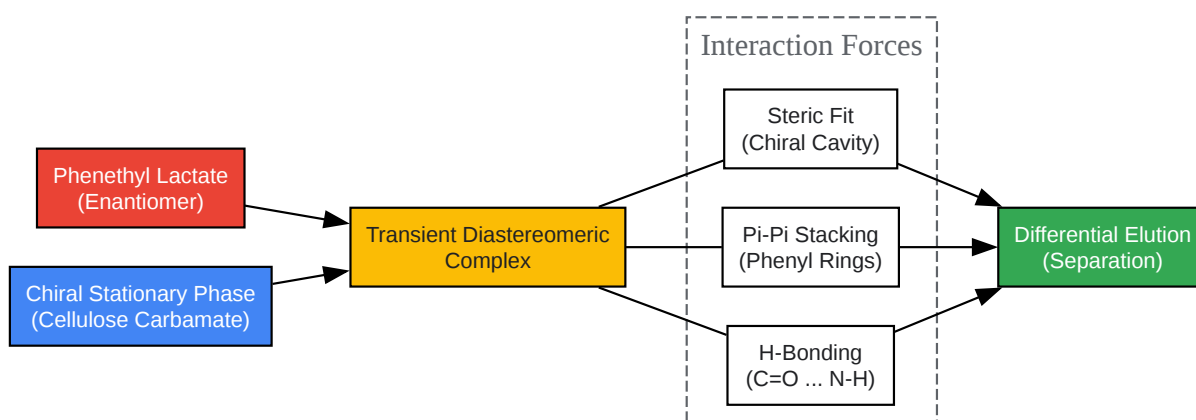 Interaction Forces
Phenethyl Lactate
(Enantiomer)
Chiral Stationary Phase
(Cellulose Carbamate)
Transient Diastereomeric
Complex
Steric Fit
(Chiral Cavity)
Pi-Pi Stacking
(Phenyl Rings)
H-Bonding
(C=O ... N-H)
Differential Elution
(Separation)